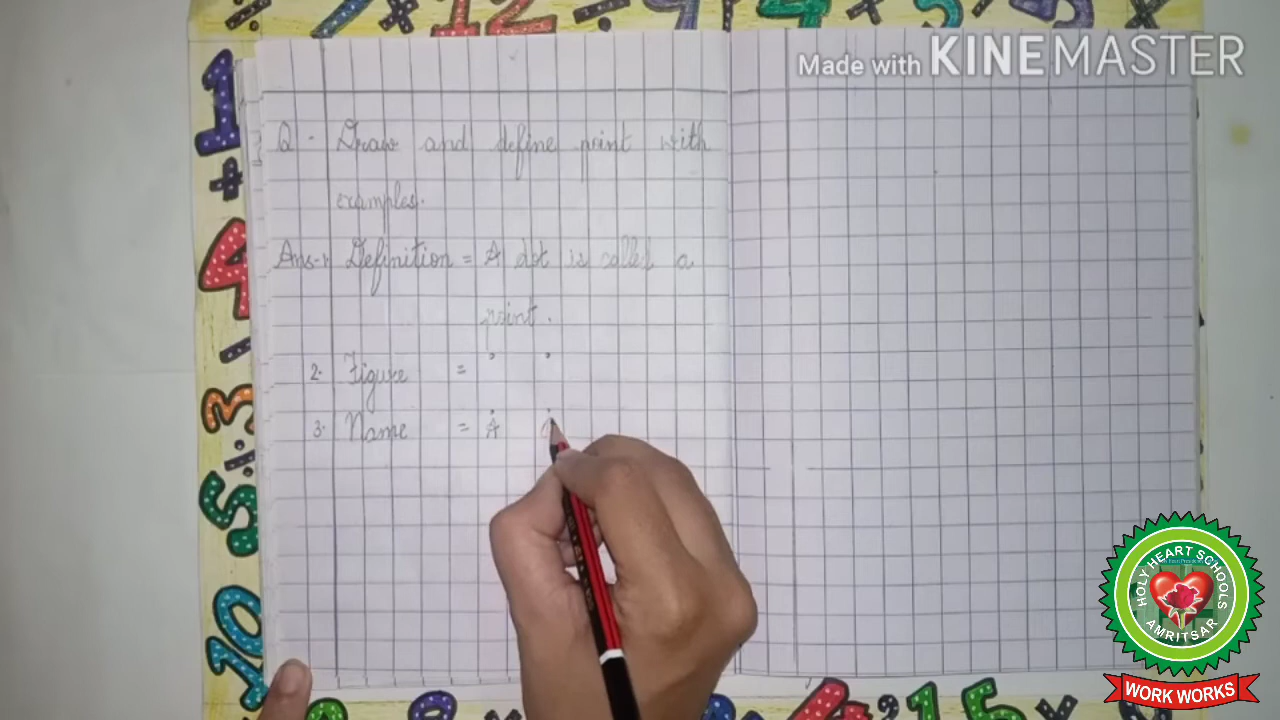 Made with KINEMASTER
Q - Draw and define point with
examples.
Ans-1. Definition = A dot is called a
point.
2. Figure = . .
3. Name = A
HOLY HEART SCHOOLS
AMRITSAR
WORK WORKS